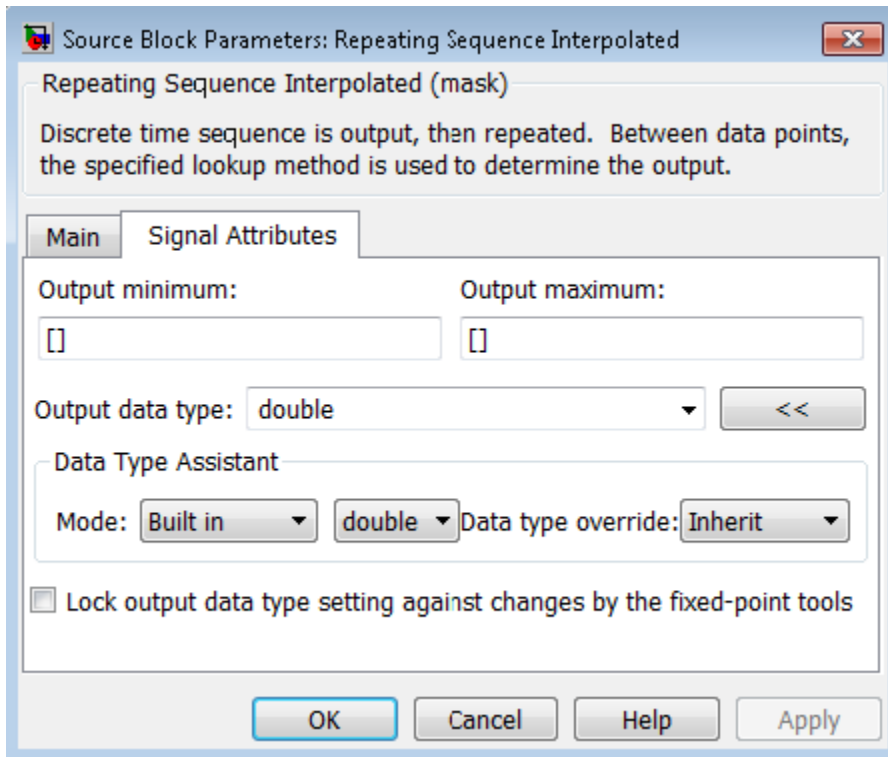 Source Block Parameters: Repeating Sequence Interpolated
Repeating Sequence Interpolated (mask)
Discrete time sequence is output, then repeated. Between data points,
the specified lookup method is used to determine the output.
Main Signal Attributes
Output minimum: Output maximum:
[] []
Output data type: double <<
Data Type Assistant
Mode: Built in double Data type override: Inherit
Lock output data type setting against changes by the fixed-point tools
OK Cancel Help Apply